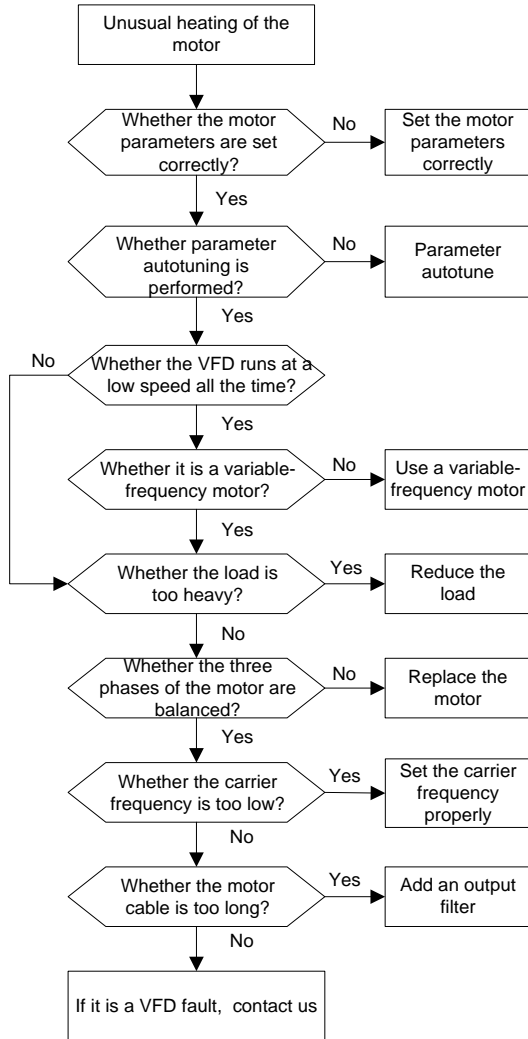 Unusual heating of the
motor
Whether the motor
parameters are set
correctly?
No
Set the motor
parameters
correctly
Yes
Whether parameter
autotuning is
performed?
No
Parameter
autotune
Yes
No
Whether the VFD runs at a
low speed all the time?
Yes
Whether it is a variable-
frequency motor?
No
Use a variable-
frequency motor
Yes
Whether the load is
too heavy?
Yes
Reduce the
load
No
Whether the three
phases of the motor are
balanced?
No
Replace the
motor
Yes
Whether the carrier
frequency is too low?
Yes
Set the carrier
frequency
properly
No
Whether the motor
cable is too long?
Yes
Add an output
filter
No
If it is a VFD fault, contact us